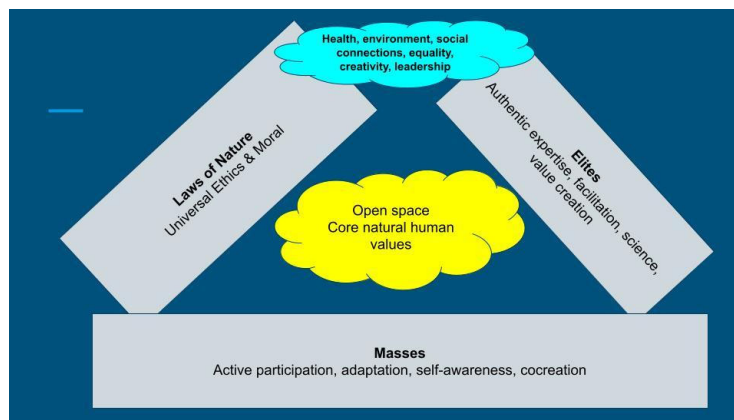 Health, environment, social
connections, equality,
creativity, leadership
Laws of Nature
Universal Ethics & Moral
Elites
Authentic expertise, facilitation, science,
value creation
Open space
Core natural human
values
Masses
Active participation, adaptation, self-awareness, cocreation